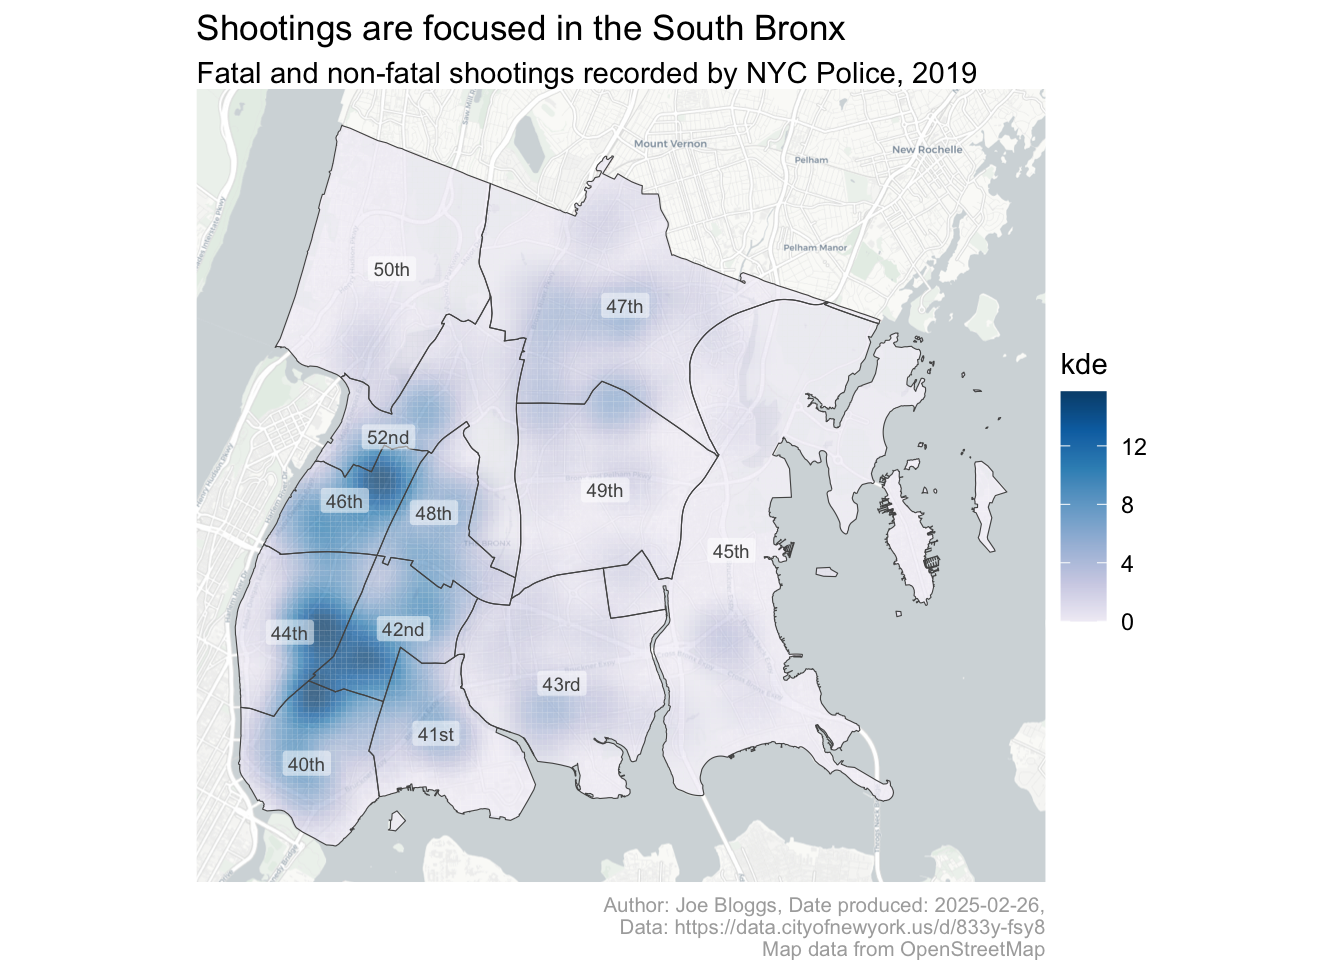 Shootings are focused in the South Bronx
Fatal and non-fatal shootings recorded by NYC Police, 2019
Mount Vernon
New Rochelle
Pelham
Pelham Manor
50th
47th
52nd
46th
48th
49th
45th
44th
42nd
43rd
41st
40th
kde
12
8
4
0
Author: Joe Bloggs, Date produced: 2025-02-26,
Data: https://data.cityofnewyork.us/d/833y-fsy8
Map data from OpenStreetMap